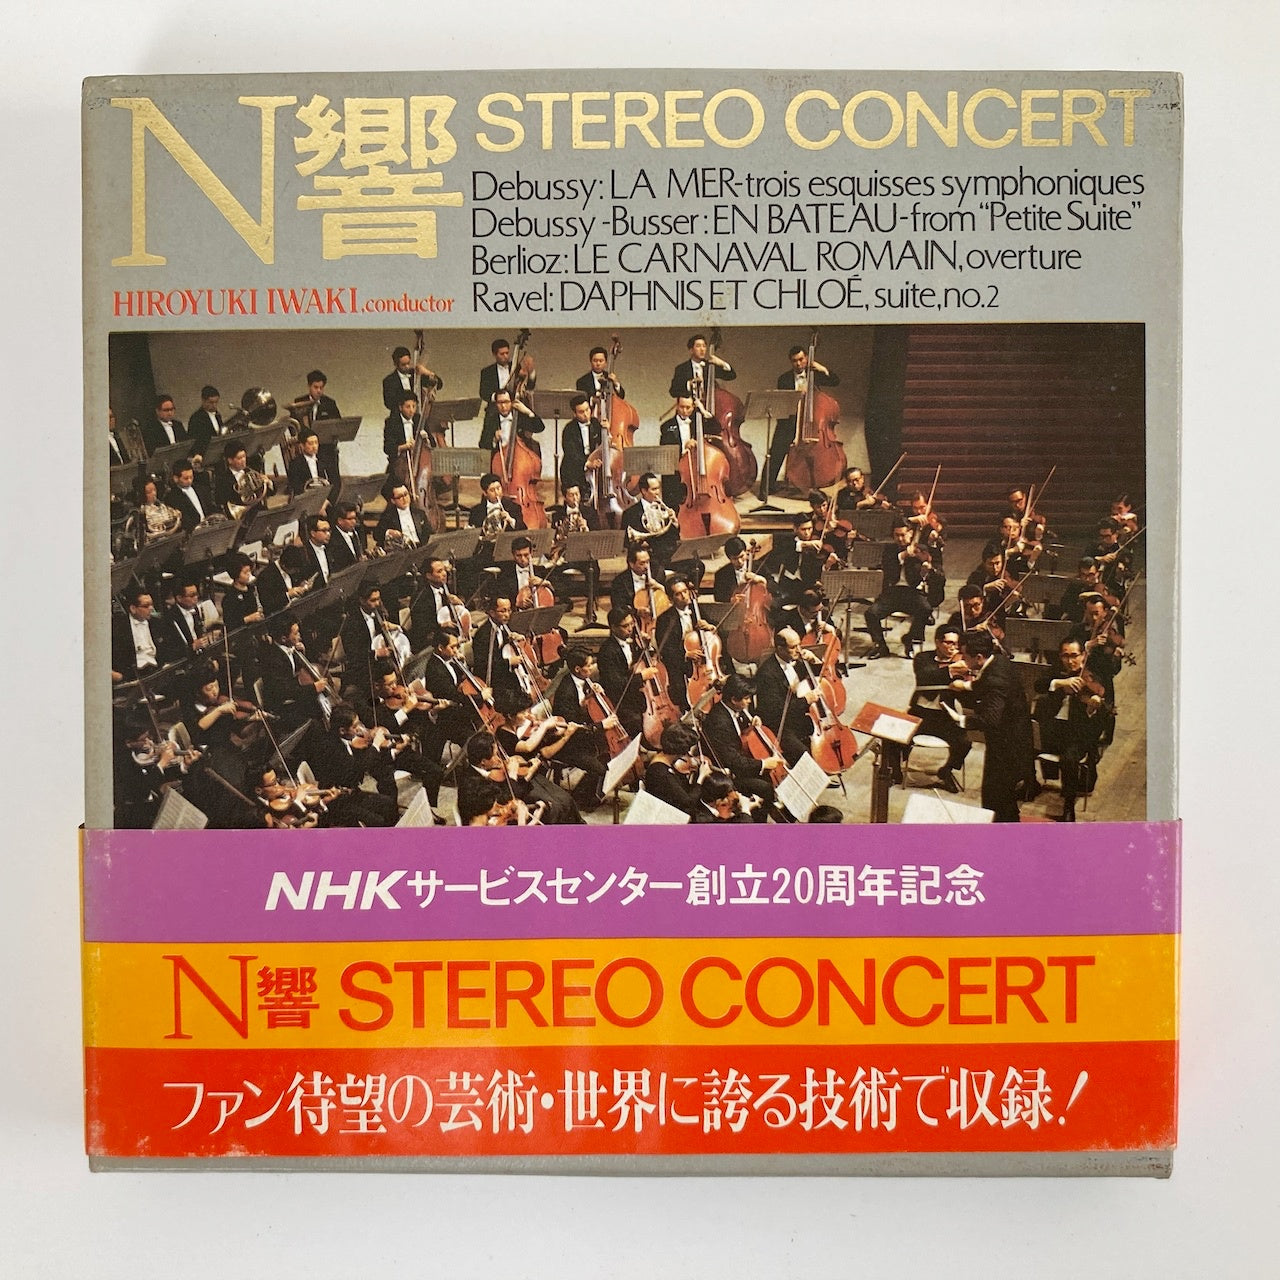 N響 STEREO CONCERT
Debussy: LA MER-trois esquisses symphoniques
Debussy-Busser: EN BATEAU-from “Petite Suite”
Berlioz: LE CARNAVAL ROMAIN, overture
HIROYUKI IWAKI, conductor
Ravel: DAPHNIS ET CHLOÉ, suite, no.2
NHKサービスセンター創立20周年記念
N響 STEREO CONCERT
ファン待望の芸術・世界に誇る技術で収録!